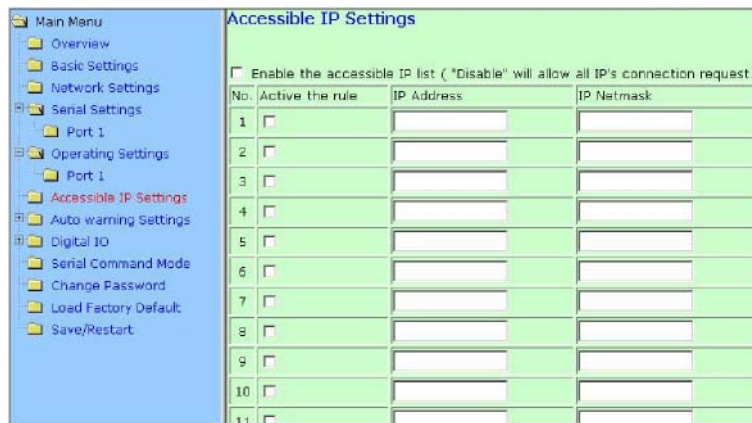 Main Menu
Overview
Basic Settings
Network Settings
Serial Settings
Port 1
Operating Settings
Port 1
Accessible IP Settings
Auto warning Settings
Digital IO
Serial Command Mode
Change Password
Load Factory Default
Save/Restart
Accessible IP Settings
Enable the accessible IP list ( "Disable" will allow all IP's connection request
No. Active the rule IP Address IP Netmask
1
2
3
4
5
6
7
8
9
10
11